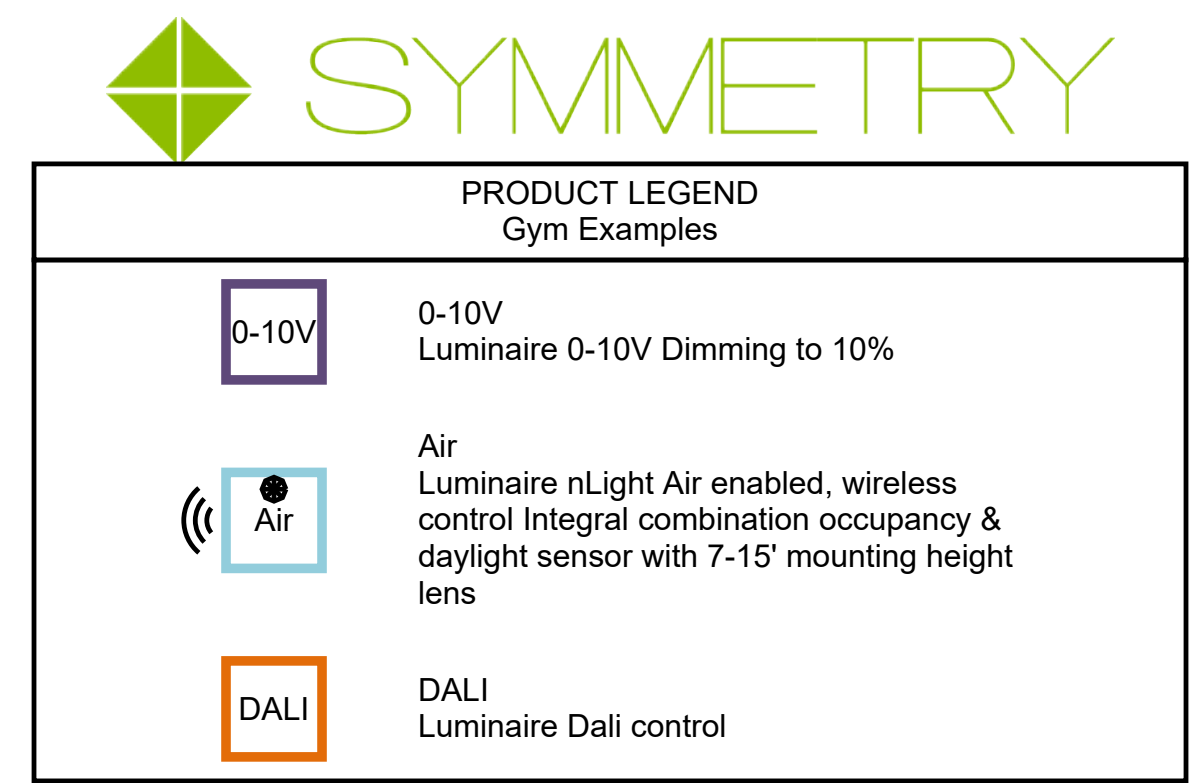 SYMMETRY
PRODUCT LEGEND
Gym Examples
0-10V
0-10V
Luminaire 0-10V Dimming to 10%
Air
Air
Luminaire nLight Air enabled, wireless
control Integral combination occupancy &
daylight sensor with 7-15' mounting height
lens
DALI
DALI
Luminaire Dali control